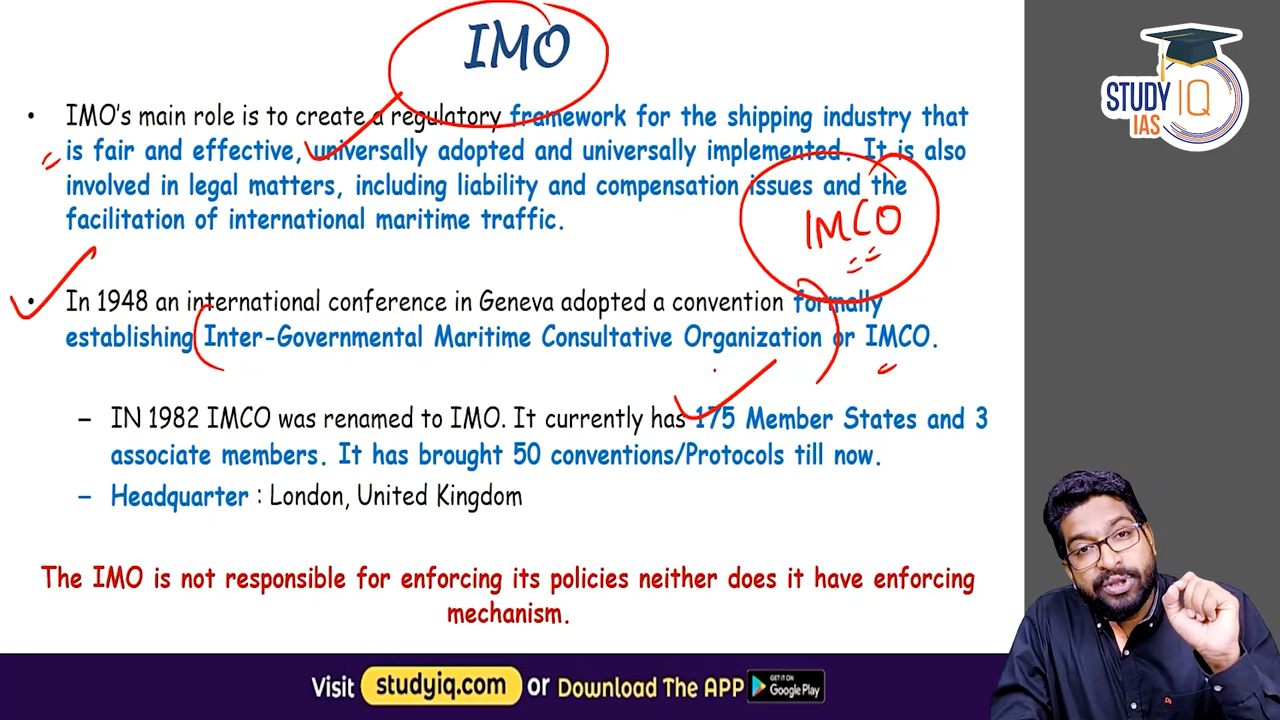 IMO
STUDY IQ
IAS
• IMO's main role is to create a regulatory framework for the shipping industry that
is fair and effective, universally adopted and universally implemented. It is also
involved in legal matters, including liability and compensation issues and the
facilitation of international maritime traffic.
IMCO
• In 1948 an international conference in Geneva adopted a convention formally
establishing Inter-Governmental Maritime Consultative Organization or IMCO.
– IN 1982 IMCO was renamed to IMO. It currently has 175 Member States and 3
associate members. It has brought 50 conventions/Protocols till now.
– Headquarter : London, United Kingdom
The IMO is not responsible for enforcing its policies neither does it have enforcing
mechanism.
Visit studyiq.com or Download The APP GET IT ON Google Play